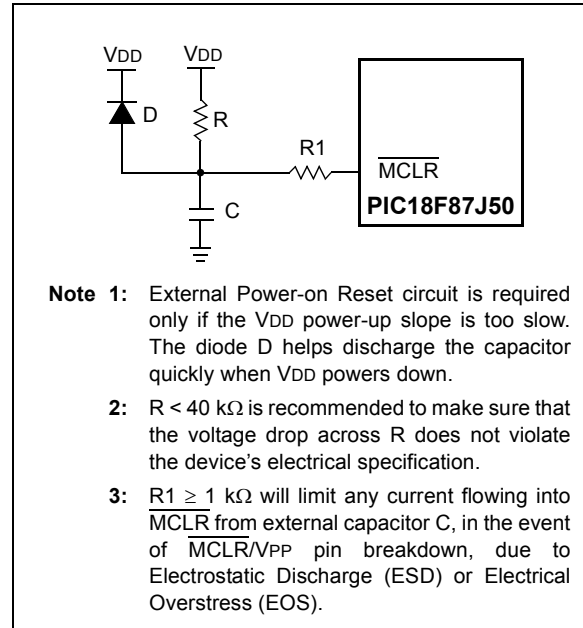 VDD VDD
D R
R1
MCLR
PIC18F87J50
C
Note 1: External Power-on Reset circuit is required
only if the VDD power-up slope is too slow.
The diode D helps discharge the capacitor
quickly when VDD powers down.
2: R < 40 kΩ is recommended to make sure that
the voltage drop across R does not violate
the device's electrical specification.
3: R1 ≥ 1 kΩ will limit any current flowing into
MCLR from external capacitor C, in the event
of MCLR/VPP pin breakdown, due to
Electrostatic Discharge (ESD) or Electrical
Overstress (EOS).